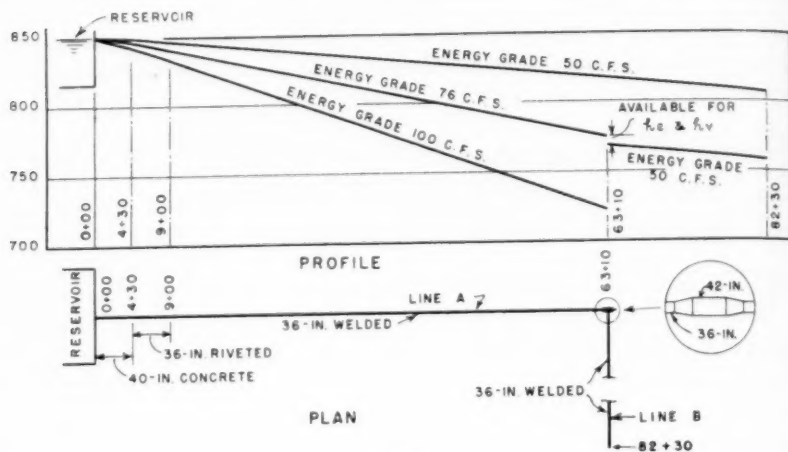 RESERVOIR
850
800
750
700
ENERGY GRADE 50 C.F.S.
ENERGY GRADE 76 C.F.S.
ENERGY GRADE 100 C.F.S.
AVAILABLE FOR
he & hv
ENERGY GRADE
50 C.F.S.
0+00
4+30
9+00
63+10
82+30
PROFILE
RESERVOIR
0+00
4+30
9+00
63+10
LINE A
36-IN. WELDED
36-IN. RIVETED
40-IN. CONCRETE
42-IN.
36-IN.
36-IN. WELDED
LINE B
82+30
PLAN